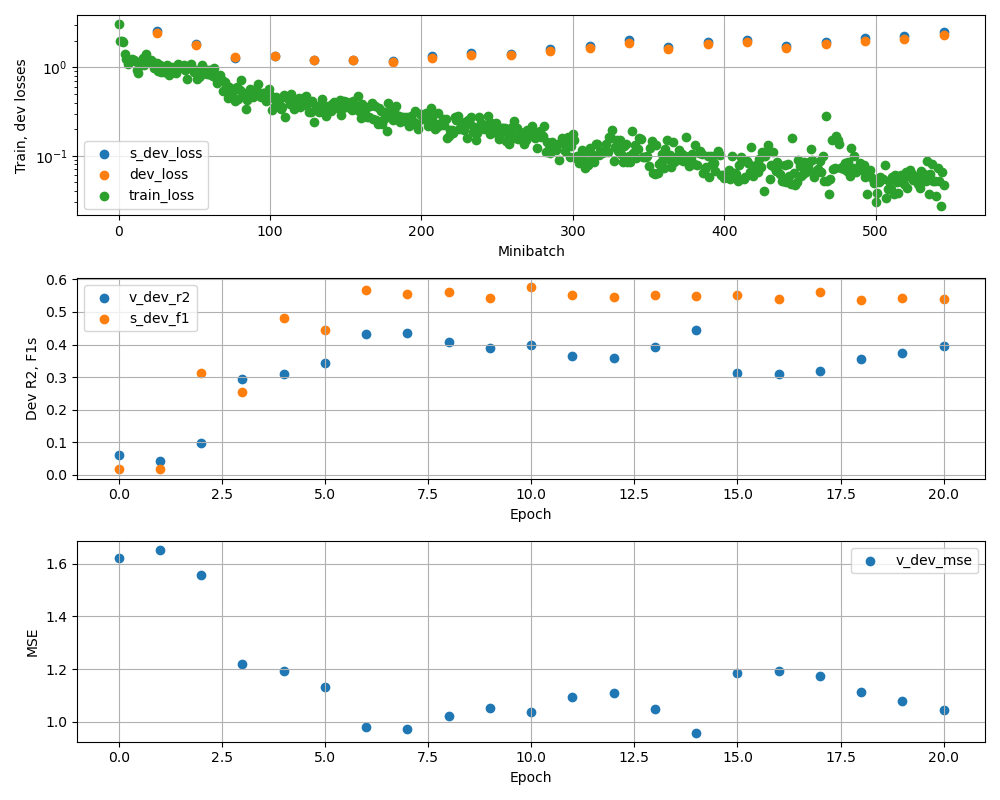 Train, dev losses
10⁰
10⁻¹
s_dev_loss
dev_loss
train_loss
0 100 200 300 400 500
Minibatch
Dev R2, F1s
0.6
0.5
0.4
0.3
0.2
0.1
0.0
v_dev_r2
s_dev_f1
0.0 2.5 5.0 7.5 10.0 12.5 15.0 17.5 20.0
Epoch
MSE
1.6
1.4
1.2
1.0
v_dev_mse
0.0 2.5 5.0 7.5 10.0 12.5 15.0 17.5 20.0
Epoch